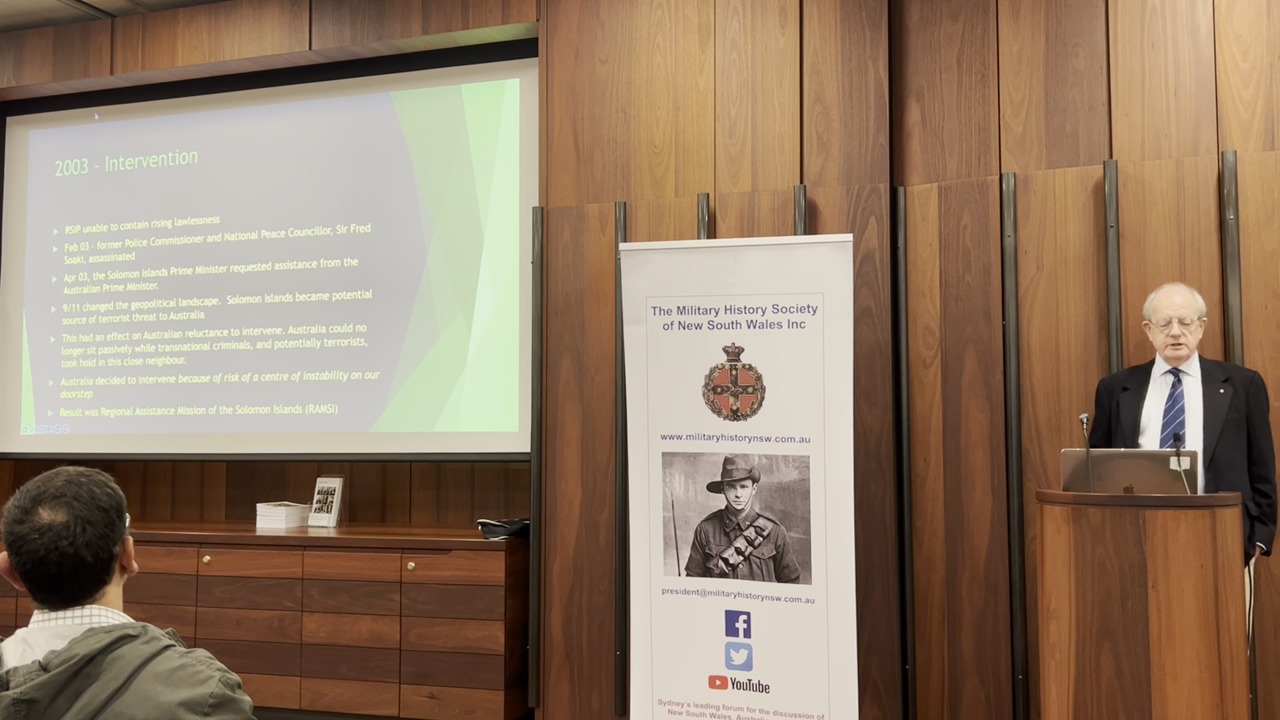 2003 - Intervention
RSIP unable to contain rising lawlessness
Feb 03 - former Police Commissioner and National Peace Councillor, Sir Fred
Soaki, assassinated
Apr 03, the Solomon Islands Prime Minister requested assistance from the
Australian Prime Minister.
9/11 changed the geopolitical landscape. Solomon Islands became potential
source of terrorist threat to Australia
This had an effect on Australian reluctance to intervene. Australia could no
longer sit passively while transnational criminals, and potentially terrorists,
took hold in this close neighbour.
Australia decided to intervene because of risk of a centre of instability on our
doorstep
Result was Regional Assistance Mission of the Solomon Islands (RAMSI)
The Military History Society
of New South Wales Inc
www.militaryhistorynsw.com.au
president@militaryhistorynsw.com.au
YouTube
Sydney's leading forum for the discussion of
New South Wales, Austral